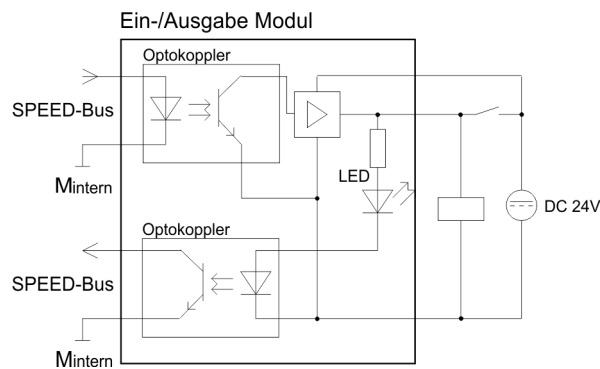 Ein-/Ausgabe Modul
Optokoppler
SPEED-Bus
Mintern
LED
DC 24V
Optokoppler
SPEED-Bus
Mintern